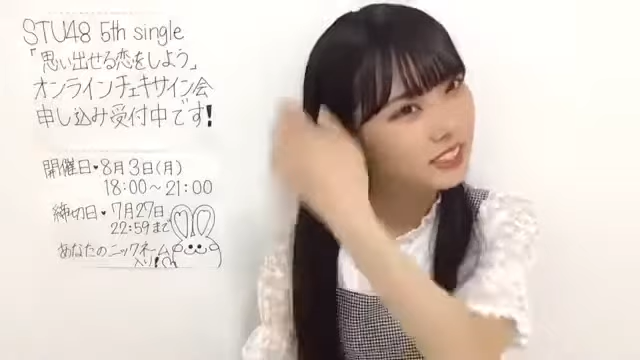 STU48 5th single
「思い出せる恋をしよう」
オンラインチェキサイン会
申し込み受付中です!
開催日♥8月3日(月)
18:00〜21:00
締切日♥7月27日
22:59まで
あなたのニックネーム
入り!